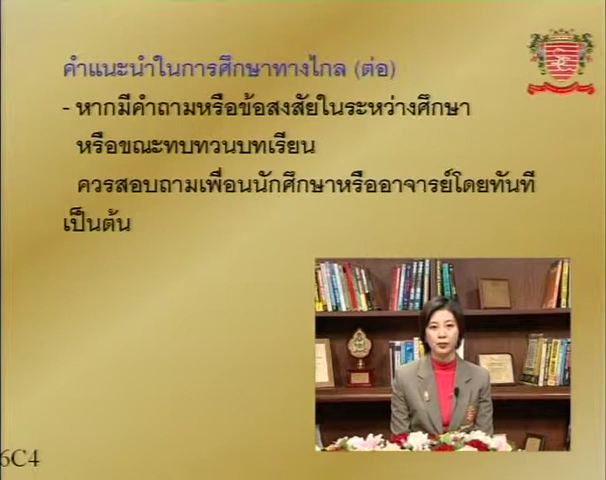 คำแนะนำในการศึกษาทางไกล (ต่อ)
- หากมีคำถามหรือข้อสงสัยในระหว่างศึกษา
หรือขณะทบทวนบทเรียน
ควรสอบถามเพื่อนนักศึกษาหรืออาจารย์โดยทันที
เป็นต้น
6C4